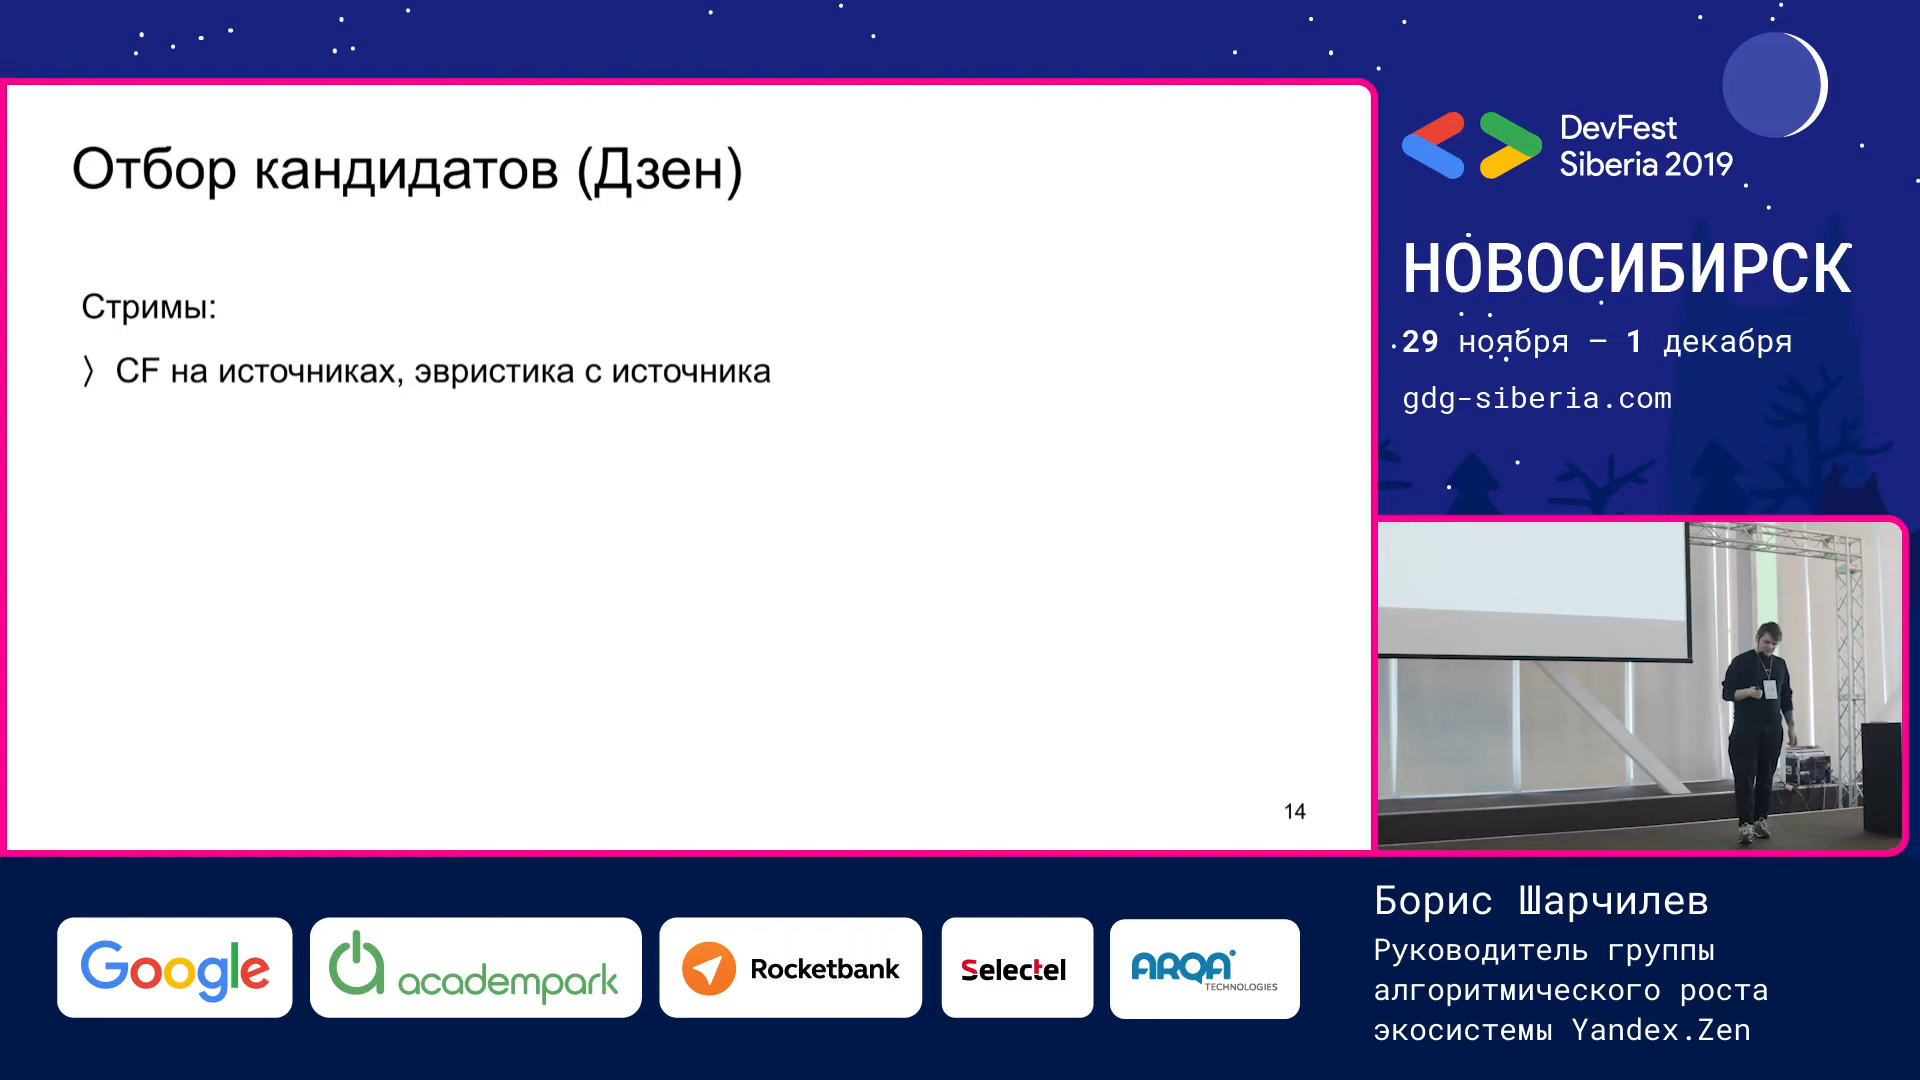 Отбор кандидатов (Дзен)
Стримы:
〉 CF на источниках, эвристика с источника
14
DevFest
Siberia 2019
НОВОСИБИРСК
29 ноября – 1 декабря
gdg-siberia.com
Google
academpark
Rocketbank
Selectel
ARQA
TECHNOLOGIES
Борис Шарчилев
Руководитель группы
алгоритмического роста
экосистемы Yandex.Zen